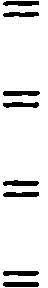 =
=
=
=